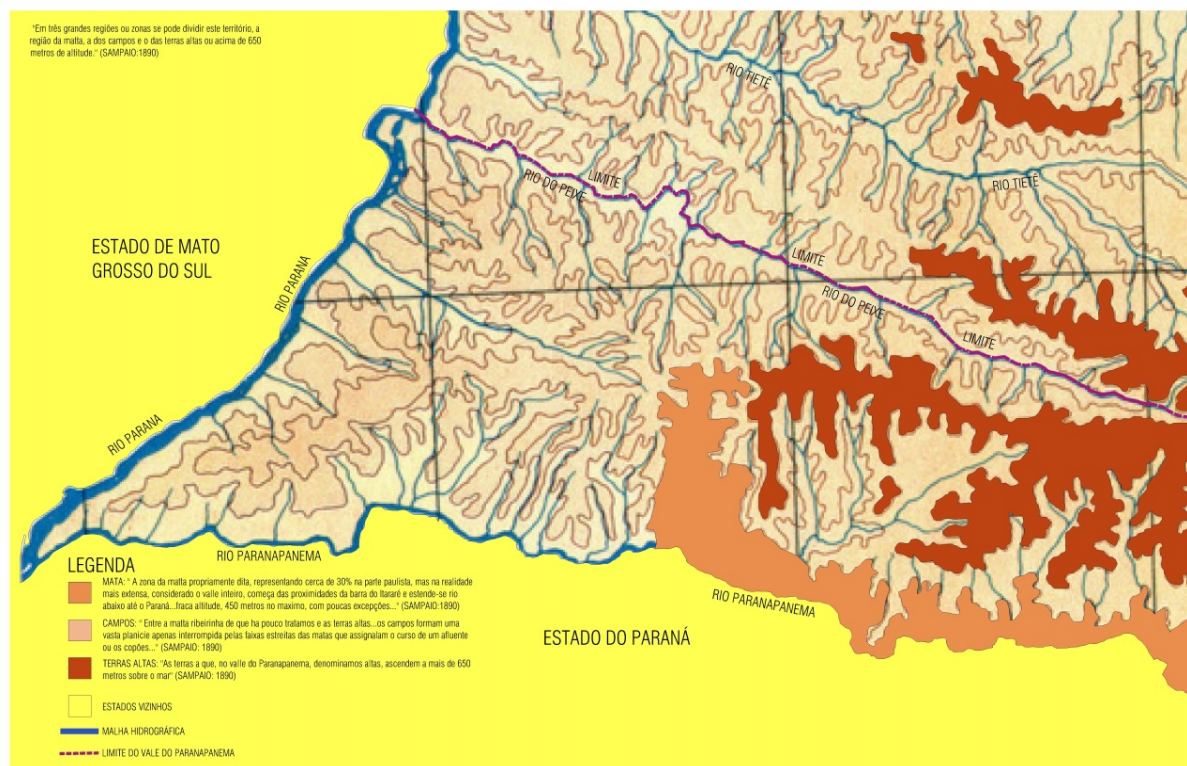 "Em três grandes regiões ou zonas se pode dividir este território, a
região da matta, a dos campos e o das terras altas ou acima de 650
metros de altitude." (SAMPAIO:1890)
RIO TIETÊ
RIO TIETÊ
LIMITE
RIO DO PEIXE
ESTADO DE MATO
GROSSO DO SUL
RIO PARANÁ
LIMITE
RIO DO PEIXE
LIMITE
RIO PARANÁ
RIO PARANAPANEMA
RIO PARANAPANEMA
ESTADO DO PARANÁ
LEGENDA
MATA: " A zona da matta propriamente dita, representando cerca de 30% na parte paulista, mas na realidade
mais extensa, considerado o valle inteiro, começa das proximidades da barra do Itararé e estende-se rio
abaixo até o Paraná...fraca altitude, 450 metros no maximo, com poucas excepções..." (SAMPAIO:1890)
CAMPOS: " Entre a matta ribeirinha de que ha pouco tratamos e as terras altas...os campos formam uma
vasta planicie apenas interrompida pelas faixas estreitas das matas que assignalam o curso de um afluente
ou os copões..." (SAMPAIO: 1890)
TERRAS ALTAS: "As terras a que, no valle do Paranapanema, denominamos altas, ascendem a mais de 650
metros sobre o mar" (SAMPAIO: 1890)
ESTADOS VIZINHOS
MALHA HIDROGRÁFICA
LIMITE DO VALE DO PARANAPANEMA